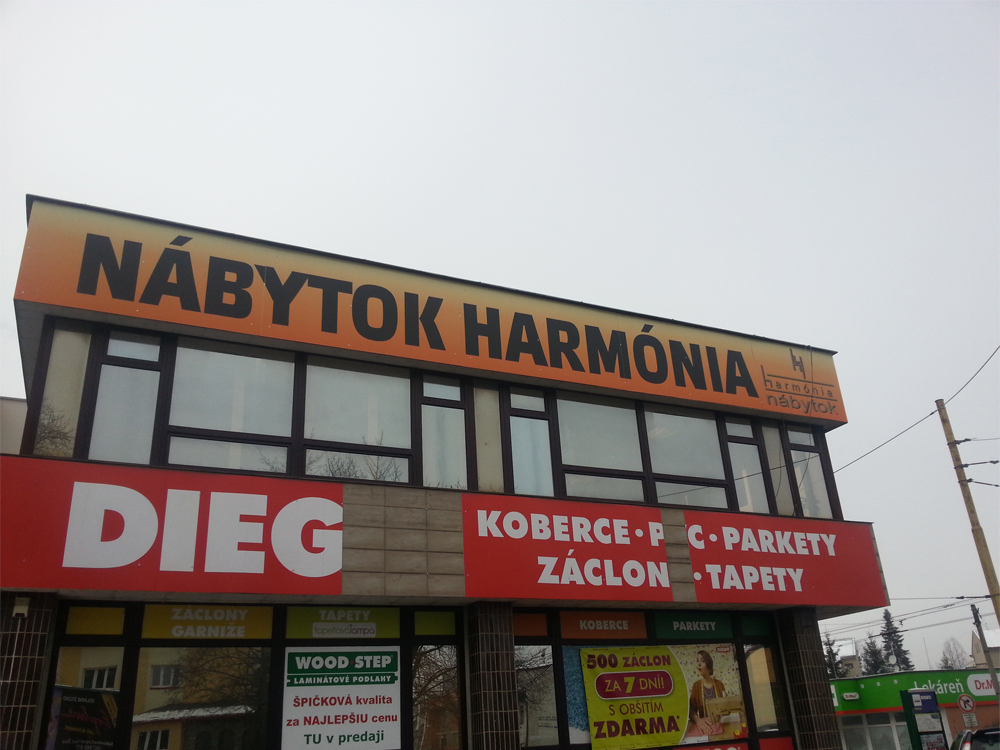 NÁBYTOK HARMÓNIA
Harmónia
nábytok
DIEG
KOBERCE • P C • PARKETY
ZÁCLON • TAPETY
ZÁCLONY
GARNIŽE
TAPETY
KOBERCE
PARKETY
WOOD STEP
LAMINÁTOVÉ PODLAHY
ŠPIČKOVÁ kvalita
za NAJLEPŠIU cenu
TU v predaji
500 ZÁCLON
ZA 7 DNÍ!
S OBŠITÍM
ZDARMA*
Lekáreň
Dr.M